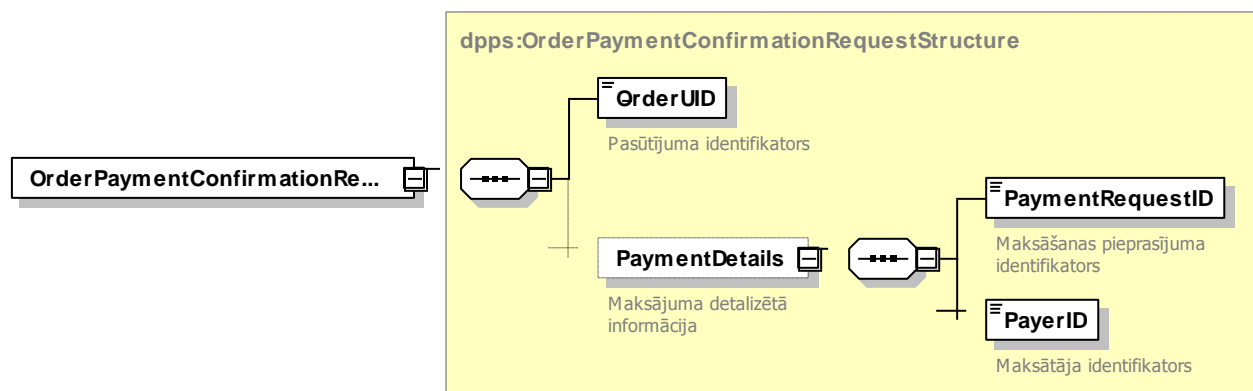 dpps:OrderPaymentConfirmationRequestStructure
OrderUID
Pasūtījuma identifikators
OrderPaymentConfirmationRe...
PaymentRequestID
Maksāšanas pieprasījuma
identifikators
PaymentDetails
Maksājuma detalizētā
informācija
PayerID
Maksātāja identifikators